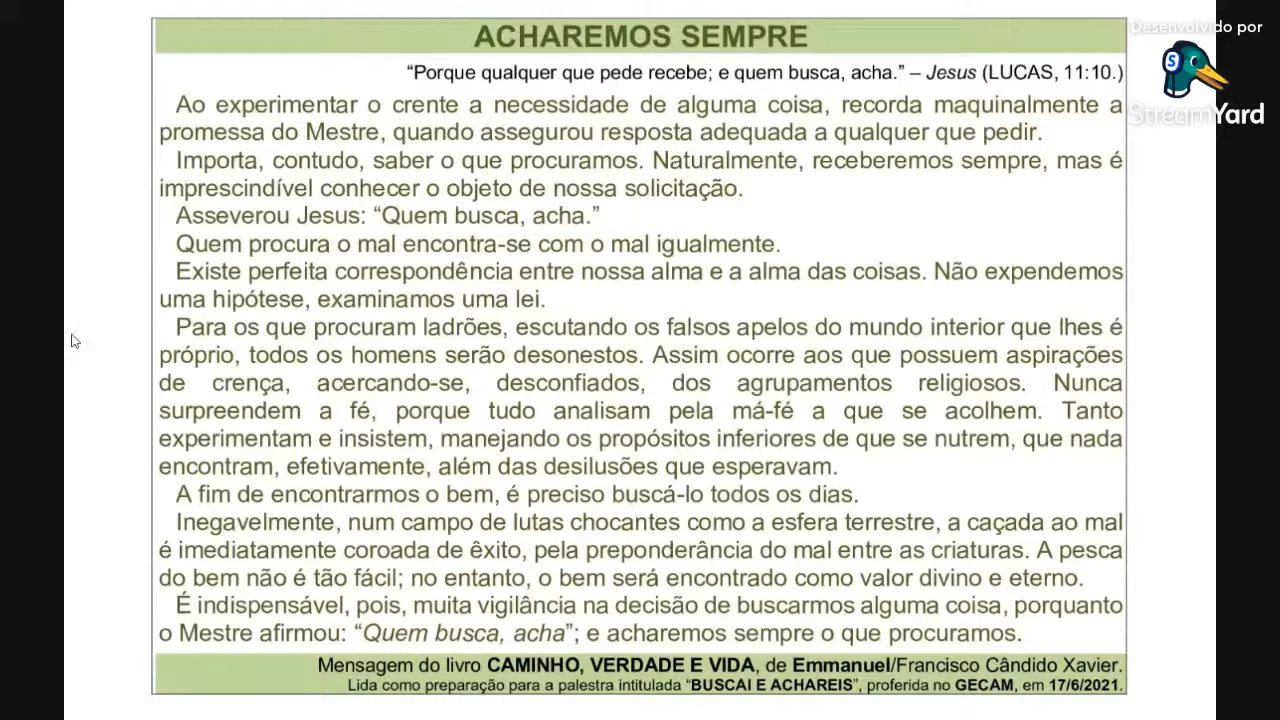 ACHAREMOS SEMPRE
Desenvolvido por
StreamYard
“Porque qualquer que pede recebe; e quem busca, acha.” – Jesus (LUCAS, 11:10.)
Ao experimentar o crente a necessidade de alguma coisa, recorda maquinalmente a
promessa do Mestre, quando assegurou resposta adequada a qualquer que pedir.
Importa, contudo, saber o que procuramos. Naturalmente, receberemos sempre, mas é
imprescindível conhecer o objeto de nossa solicitação.
Asseverou Jesus: “Quem busca, acha.”
Quem procura o mal encontra-se com o mal igualmente.
Existe perfeita correspondência entre nossa alma e a alma das coisas. Não expendemos
uma hipótese, examinamos uma lei.
Para os que procuram ladrões, escutando os falsos apelos do mundo interior que lhes é
próprio, todos os homens serão desonestos. Assim ocorre aos que possuem aspirações
de crença, acercando-se, desconfiados, dos agrupamentos religiosos. Nunca
surpreendem a fé, porque tudo analisam pela má-fé a que se acolhem. Tanto
experimentam e insistem, manejando os propósitos inferiores de que se nutrem, que nada
encontram, efetivamente, além das desilusões que esperavam.
A fim de encontrarmos o bem, é preciso buscá-lo todos os dias.
Inegavelmente, num campo de lutas chocantes como a esfera terrestre, a caçada ao mal
é imediatamente coroada de êxito, pela preponderância do mal entre as criaturas. A pesca
do bem não é tão fácil; no entanto, o bem será encontrado como valor divino e eterno.
É indispensável, pois, muita vigilância na decisão de buscarmos alguma coisa, porquanto
o Mestre afirmou: “Quem busca, acha”; e acharemos sempre o que procuramos.
Mensagem do livro CAMINHO, VERDADE E VIDA, de Emmanuel/Francisco Cândido Xavier.
Lida como preparação para a palestra intitulada “BUSCAI E ACHAREIS”, proferida no GECAM, em 17/6/2021.